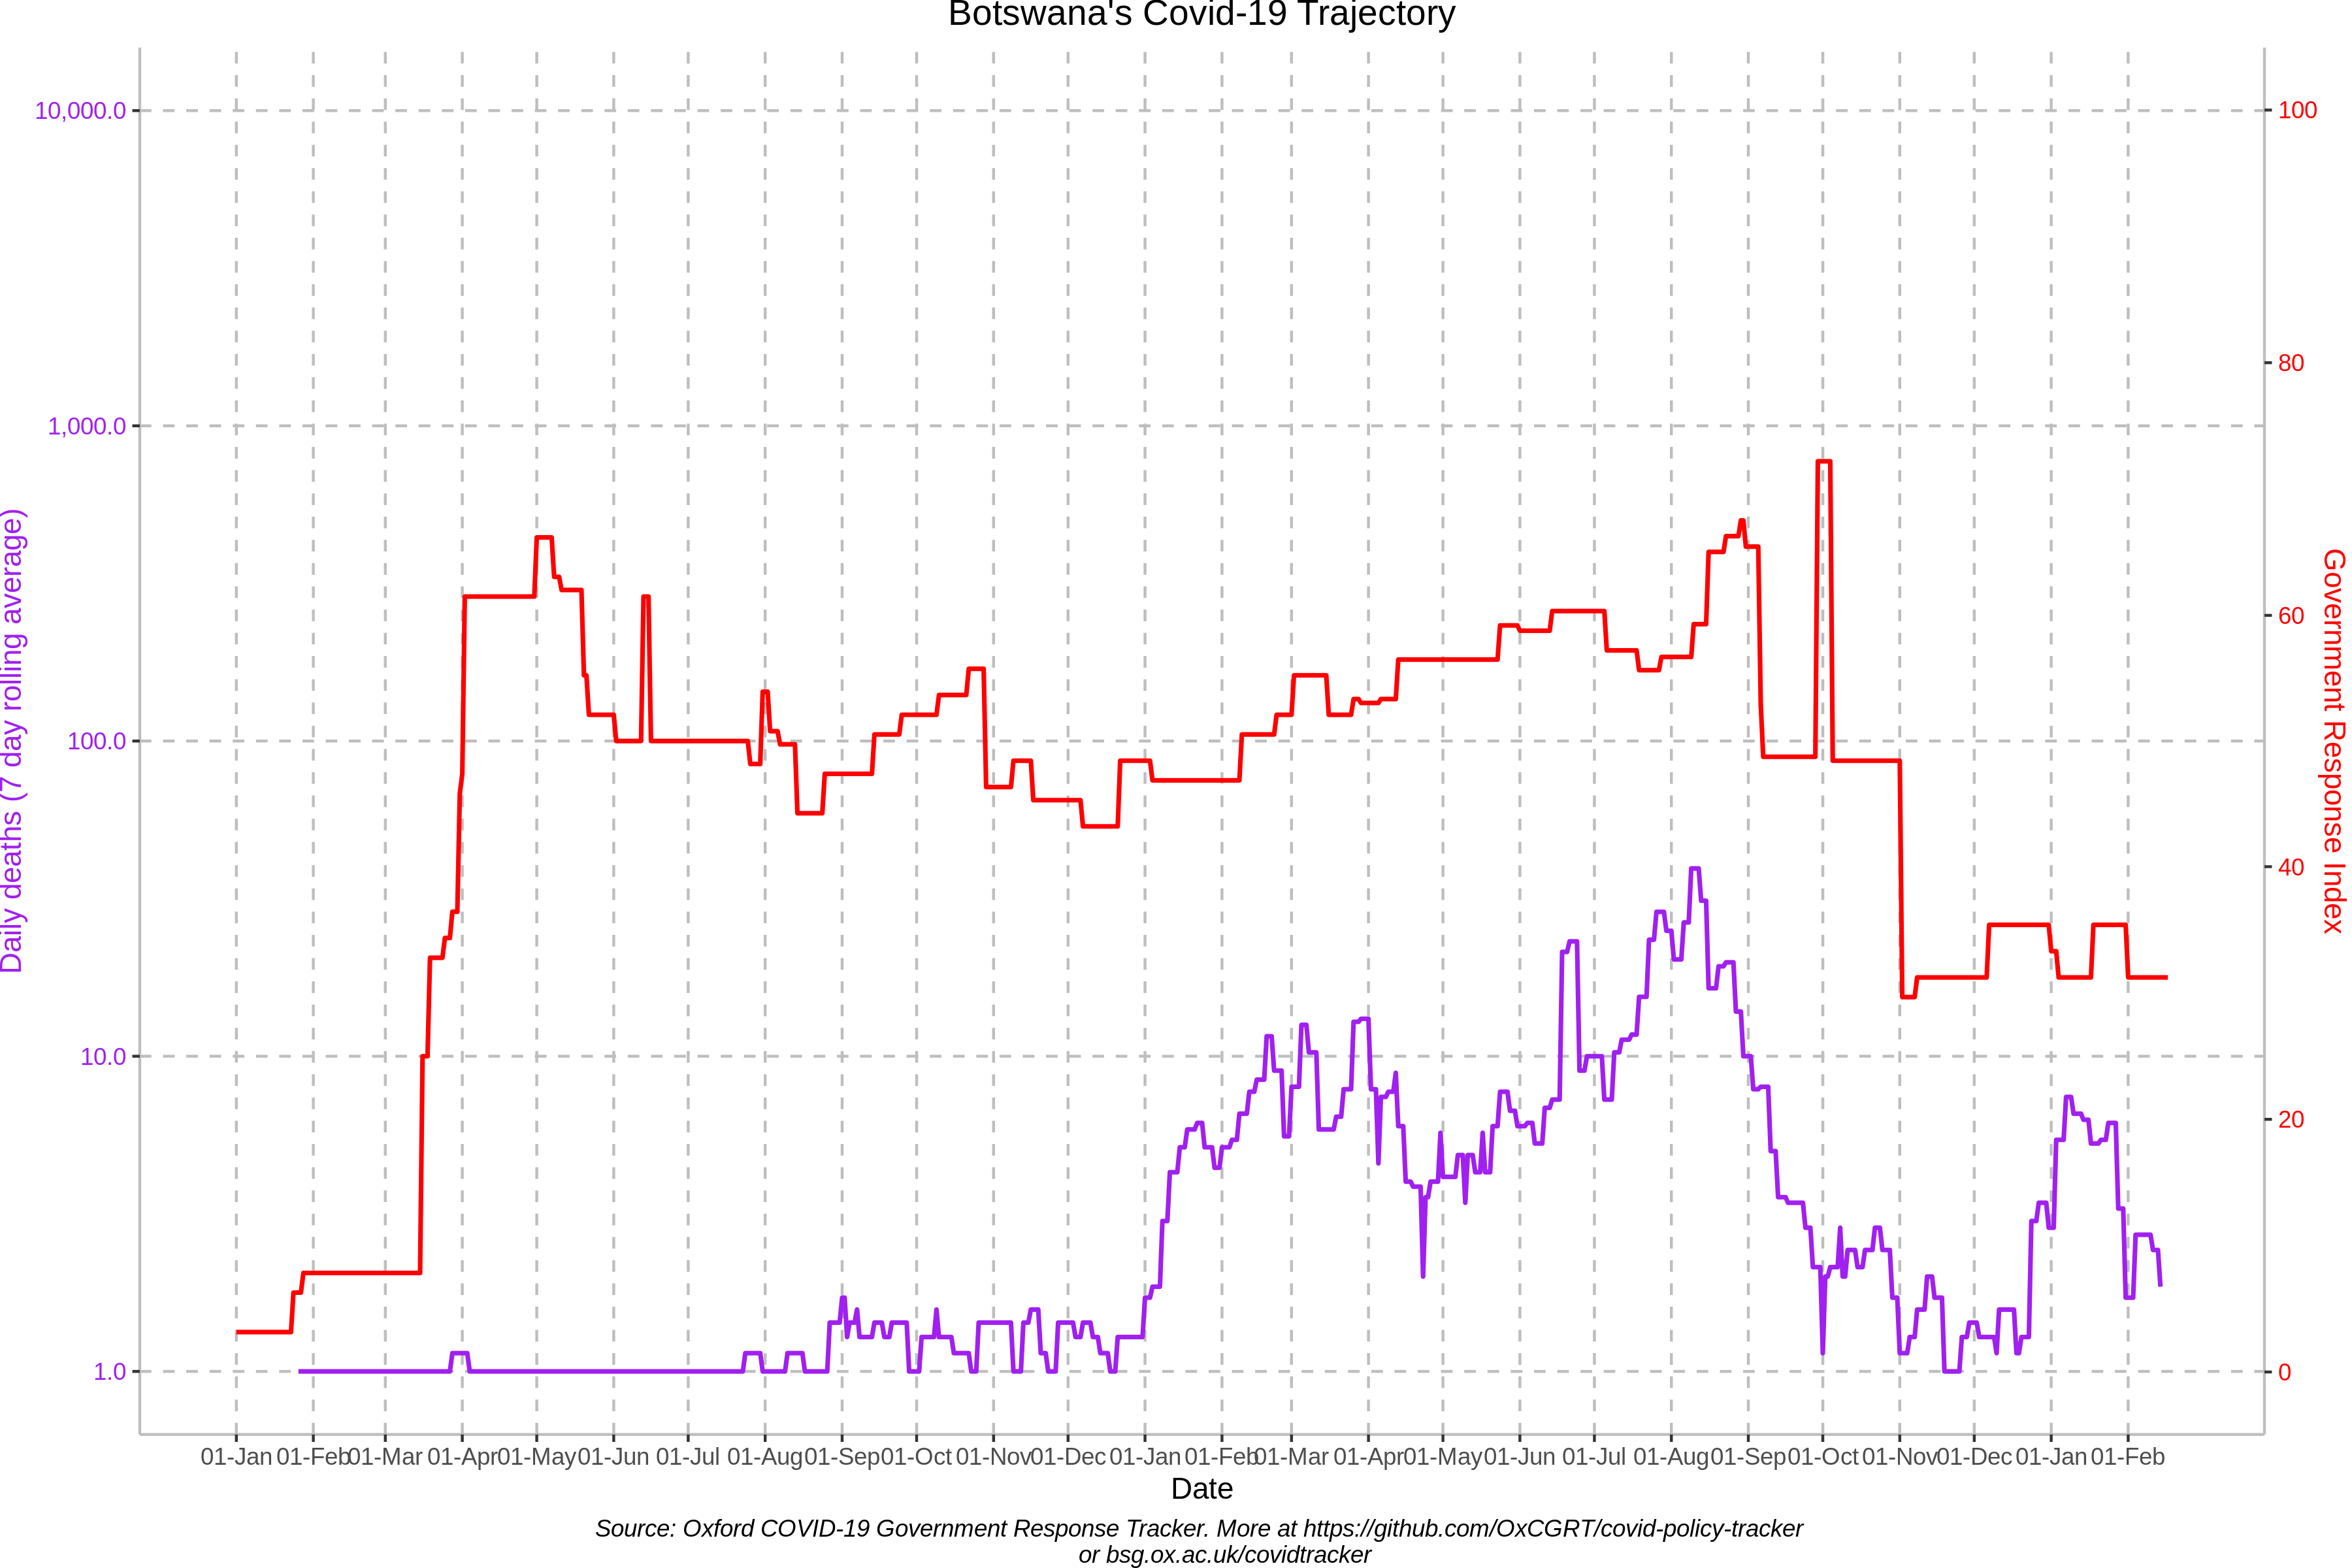 Botswana's Covid-19 Trajectory
10,000.0
1,000.0
100.0
10.0
1.0
Daily deaths (7 day rolling average)
100
80
60
40
20
0
Government Response Index
01-Jan 01-Feb 01-Mar 01-Apr 01-May 01-Jun 01-Jul 01-Aug 01-Sep 01-Oct 01-Nov 01-Dec 01-Jan 01-Feb 01-Mar 01-Apr 01-May 01-Jun 01-Jul 01-Aug 01-Sep 01-Oct 01-Nov 01-Dec 01-Jan 01-Feb
Date
Source: Oxford COVID-19 Government Response Tracker. More at https://github.com/OxCGRT/covid-policy-tracker
or bsg.ox.ac.uk/covidtracker